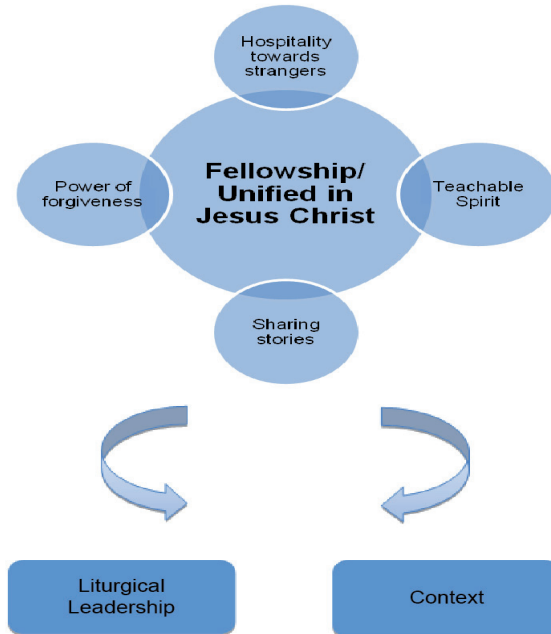 Hospitality
towards
strangers
Fellowship/
Unified in
Jesus Christ
Power of
forgiveness
Teachable
Spirit
Sharing
stories
Liturgical
Leadership
Context